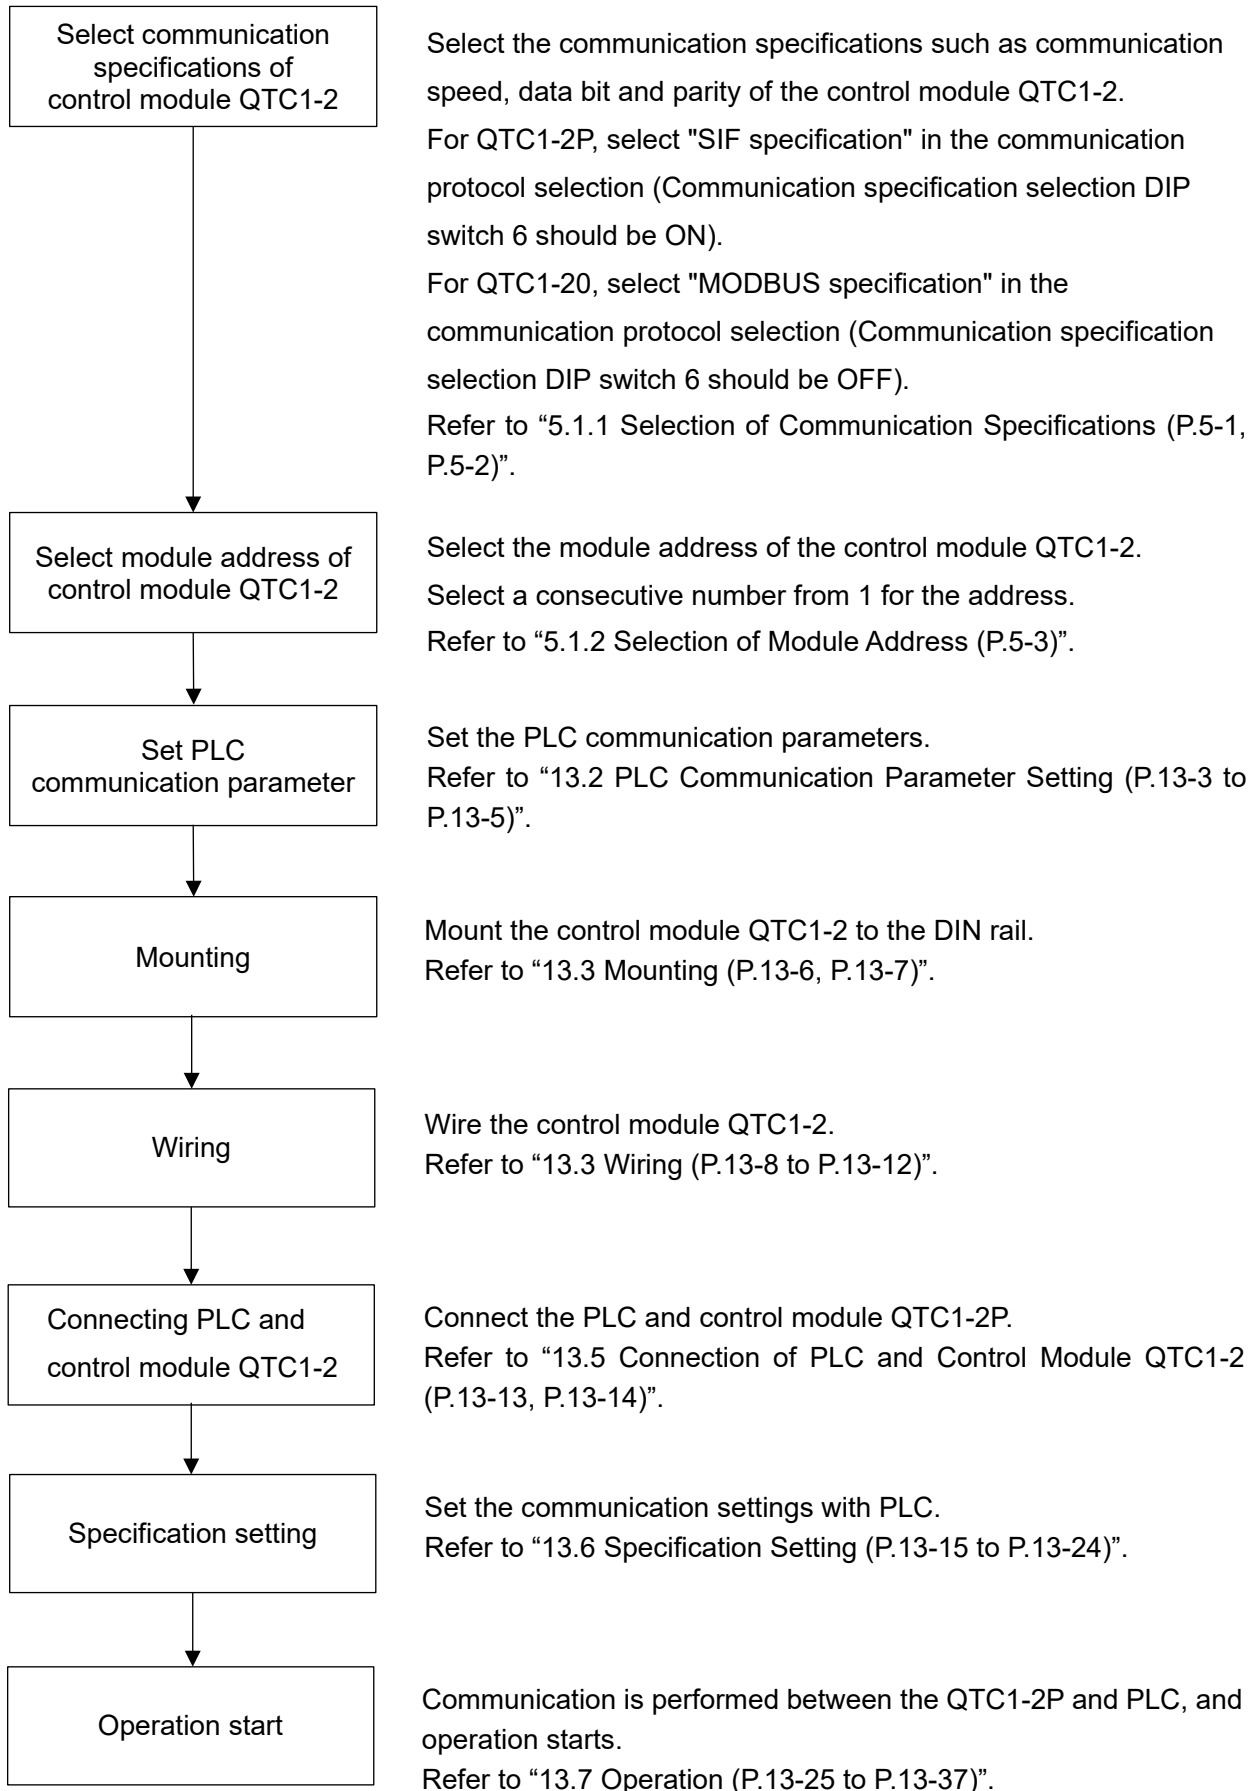 Select communication
specifications of
control module QTC1-2
Select the communication specifications such as communication
speed, data bit and parity of the control module QTC1-2.
For QTC1-2P, select "SIF specification" in the communication
protocol selection (Communication specification selection DIP
switch 6 should be ON).
For QTC1-20, select "MODBUS specification" in the
communication protocol selection (Communication specification
selection DIP switch 6 should be OFF).
Refer to “5.1.1 Selection of Communication Specifications (P.5-1,
P.5-2)”.
Select module address of
control module QTC1-2
Select the module address of the control module QTC1-2.
Select a consecutive number from 1 for the address.
Refer to “5.1.2 Selection of Module Address (P.5-3)”.
Set PLC
communication parameter
Set the PLC communication parameters.
Refer to “13.2 PLC Communication Parameter Setting (P.13-3 to
P.13-5)”.
Mounting
Mount the control module QTC1-2 to the DIN rail.
Refer to “13.3 Mounting (P.13-6, P.13-7)”.
Wiring
Wire the control module QTC1-2.
Refer to “13.3 Wiring (P.13-8 to P.13-12)”.
Connecting PLC and
control module QTC1-2
Connect the PLC and control module QTC1-2P.
Refer to “13.5 Connection of PLC and Control Module QTC1-2
(P.13-13, P.13-14)”.
Specification setting
Set the communication settings with PLC.
Refer to “13.6 Specification Setting (P.13-15 to P.13-24)”.
Operation start
Communication is performed between the QTC1-2P and PLC, and
operation starts.
Refer to “13.7 Operation (P.13-25 to P.13-37)”.